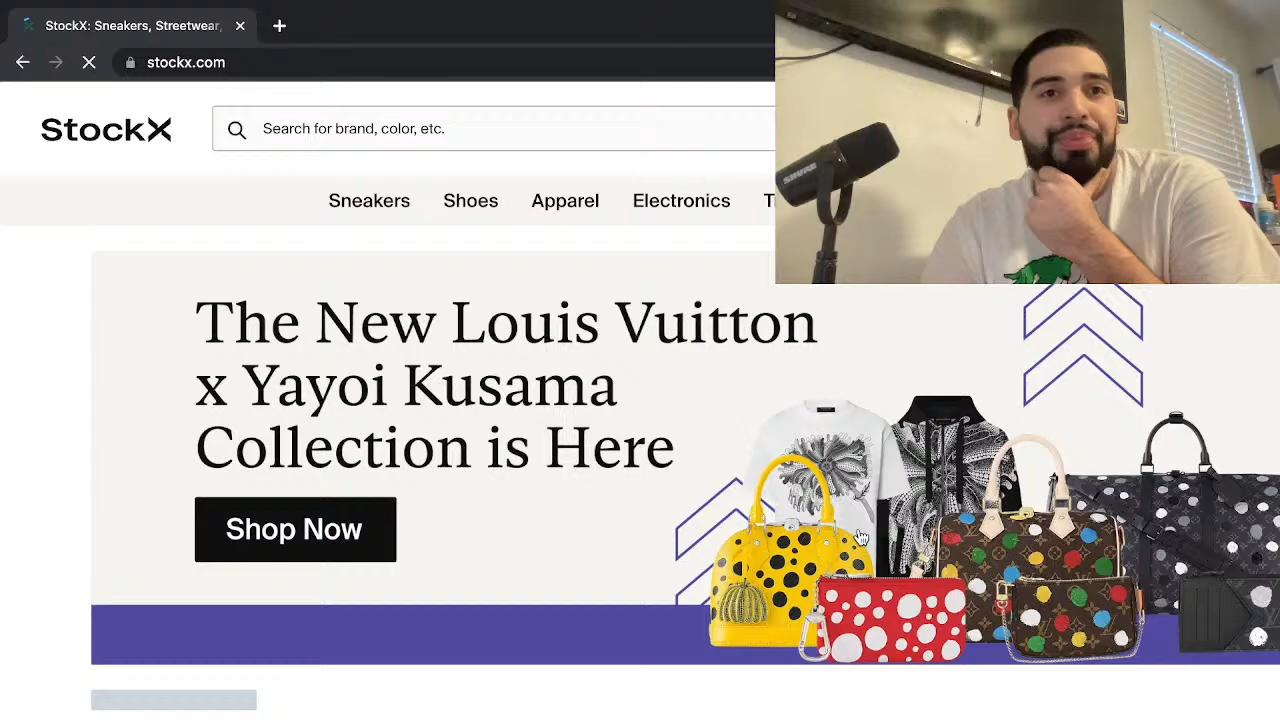 StockX: Sneakers, Streetwear,
stockx.com
StockX
Search for brand, color, etc.
Sneakers Shoes Apparel Electronics
The New Louis Vuitton
x Yayoi Kusama
Collection is Here
Shop Now
SHURE